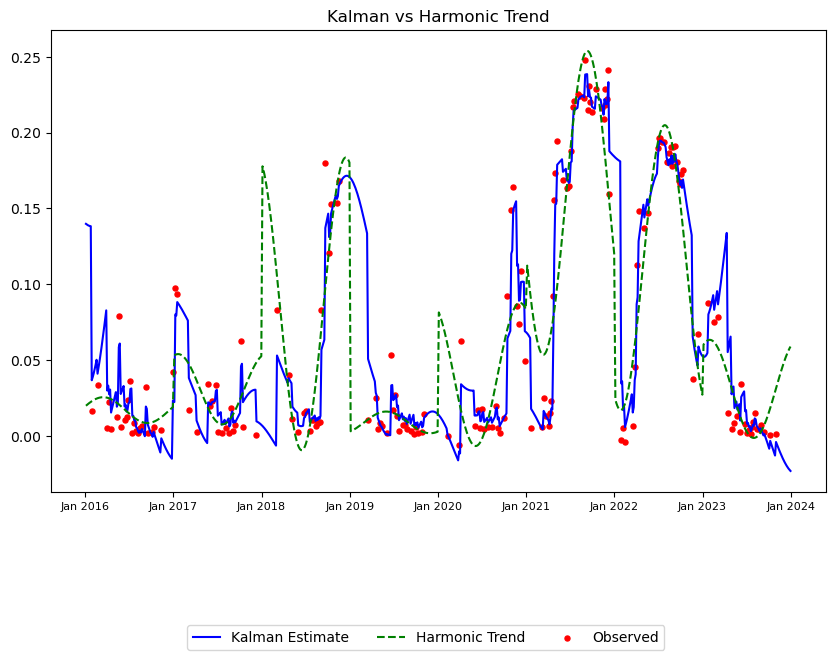 Kalman vs Harmonic Trend
0.25
0.20
0.15
0.10
0.05
0.00
Jan 2016 Jan 2017 Jan 2018 Jan 2019 Jan 2020 Jan 2021 Jan 2022 Jan 2023 Jan 2024
Kalman Estimate Harmonic Trend Observed